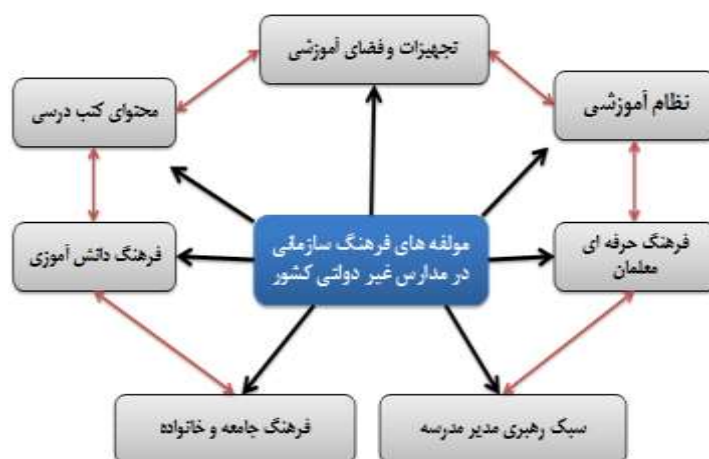 تجهیزات و فضای آموزشی
نظام آموزشی
محتوای کتب درسی
مولفه های فرهنگ سازمانی
در مدارس غیر دولتی کشور
فرهنگ حرفه ای
معلمان
فرهنگ دانش آموزی
سبک رهبری مدیر مدرسه
فرهنگ جامعه و خانواده